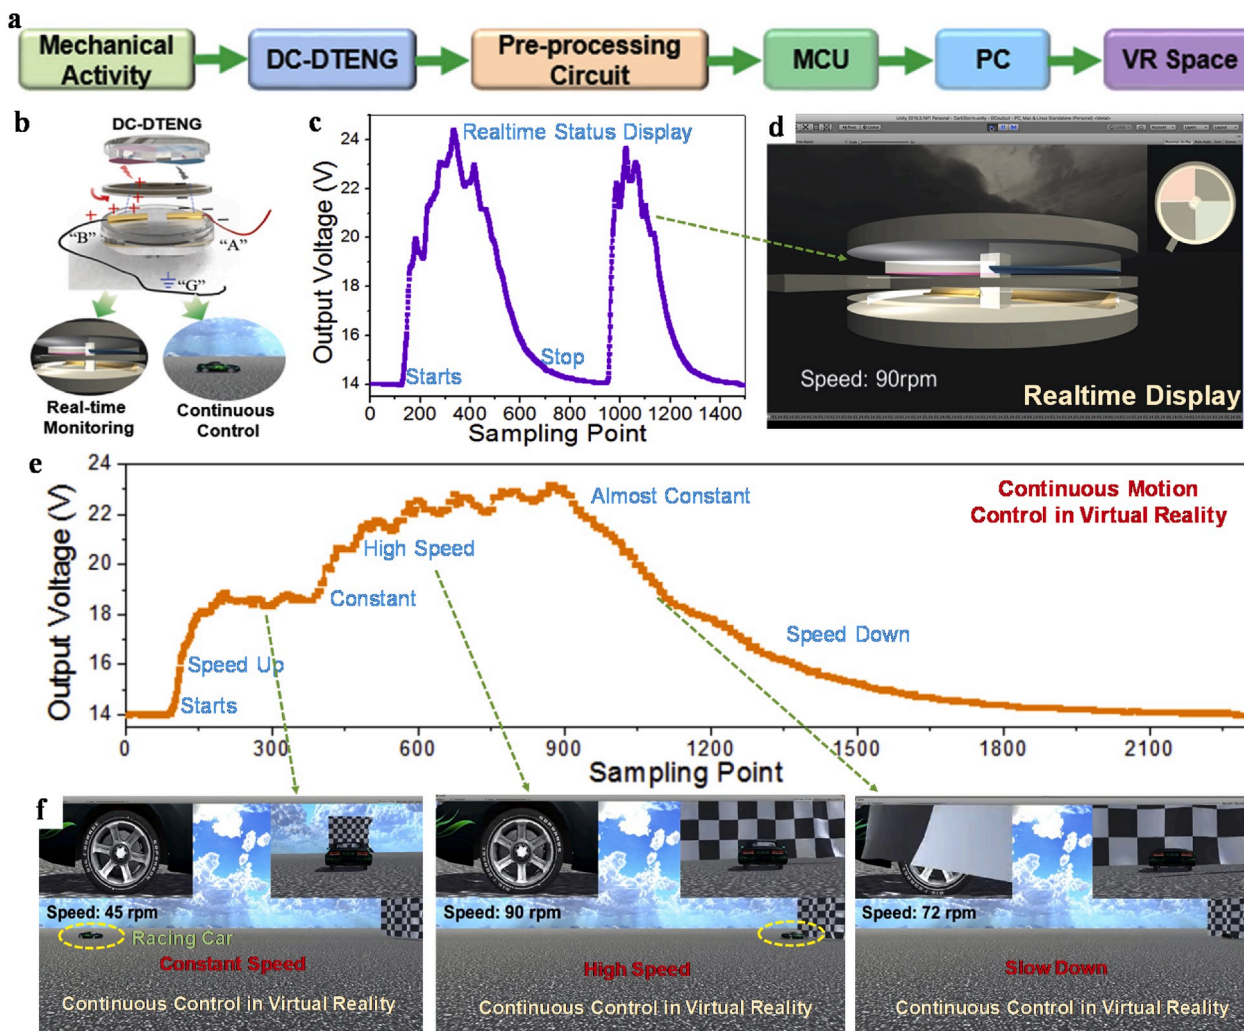 a
Mechanical
Activity
DC-DTENG
Pre-processing
Circuit
MCU
PC
VR Space
b
DC-DTENG
"B"
"A"
"G"
Real-time
Monitoring
Continuous
Control
c
Realtime Status Display
Output Voltage (V)
24
22
20
18
16
14
Starts
Stop
0 200 400 600 800 1000 1200 1400
Sampling Point
d
Speed: 90rpm
Realtime Display
e
Output Voltage (V)
24
22
20
18
16
14
Starts
Speed Up
Constant
High Speed
Almost Constant
Speed Down
Continuous Motion
Control in Virtual Reality
0 300 600 900 1200 1500 1800 2100
Sampling Point
f
Speed: 45 rpm
Racing Car
Constant Speed
Continuous Control in Virtual Reality
Speed: 90 rpm
High Speed
Continuous Control in Virtual Reality
Speed: 72 rpm
Slow Down
Continuous Control in Virtual Reality